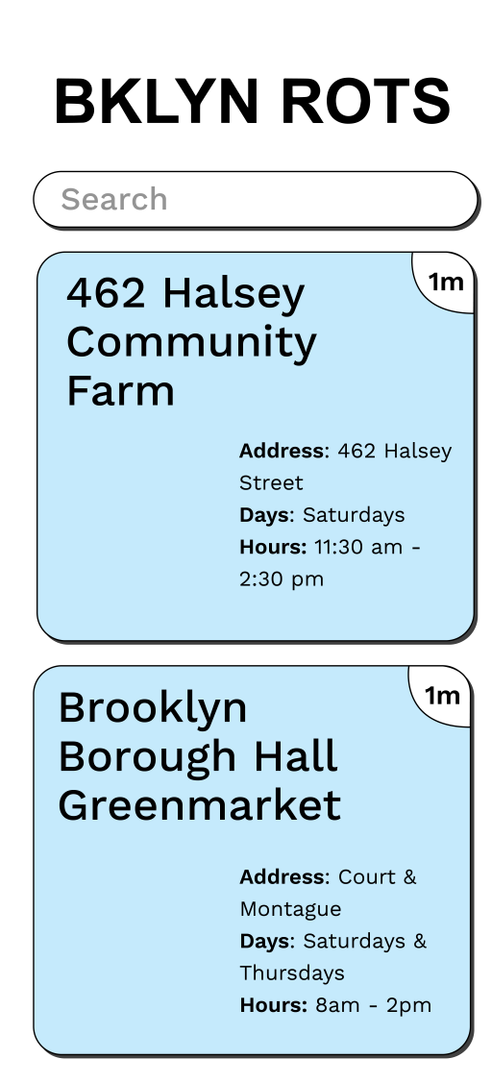 BKLYN ROTS
Search
1m
462 Halsey
Community
Farm
Address: 462 Halsey
Street
Days: Saturdays
Hours: 11:30 am -
2:30 pm
1m
Brooklyn
Borough Hall
Greenmarket
Address: Court &
Montague
Days: Saturdays &
Thursdays
Hours: 8am - 2pm